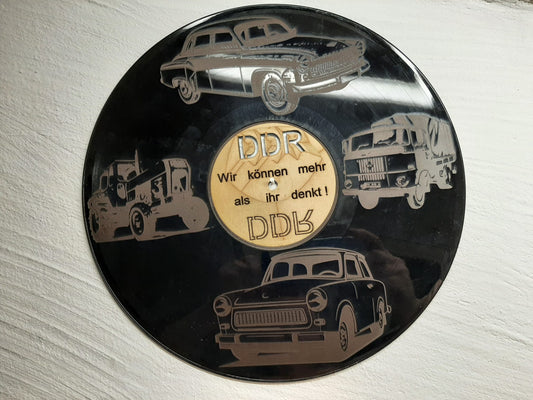 DDR
Wir können mehr
als ihr denkt!
DDR